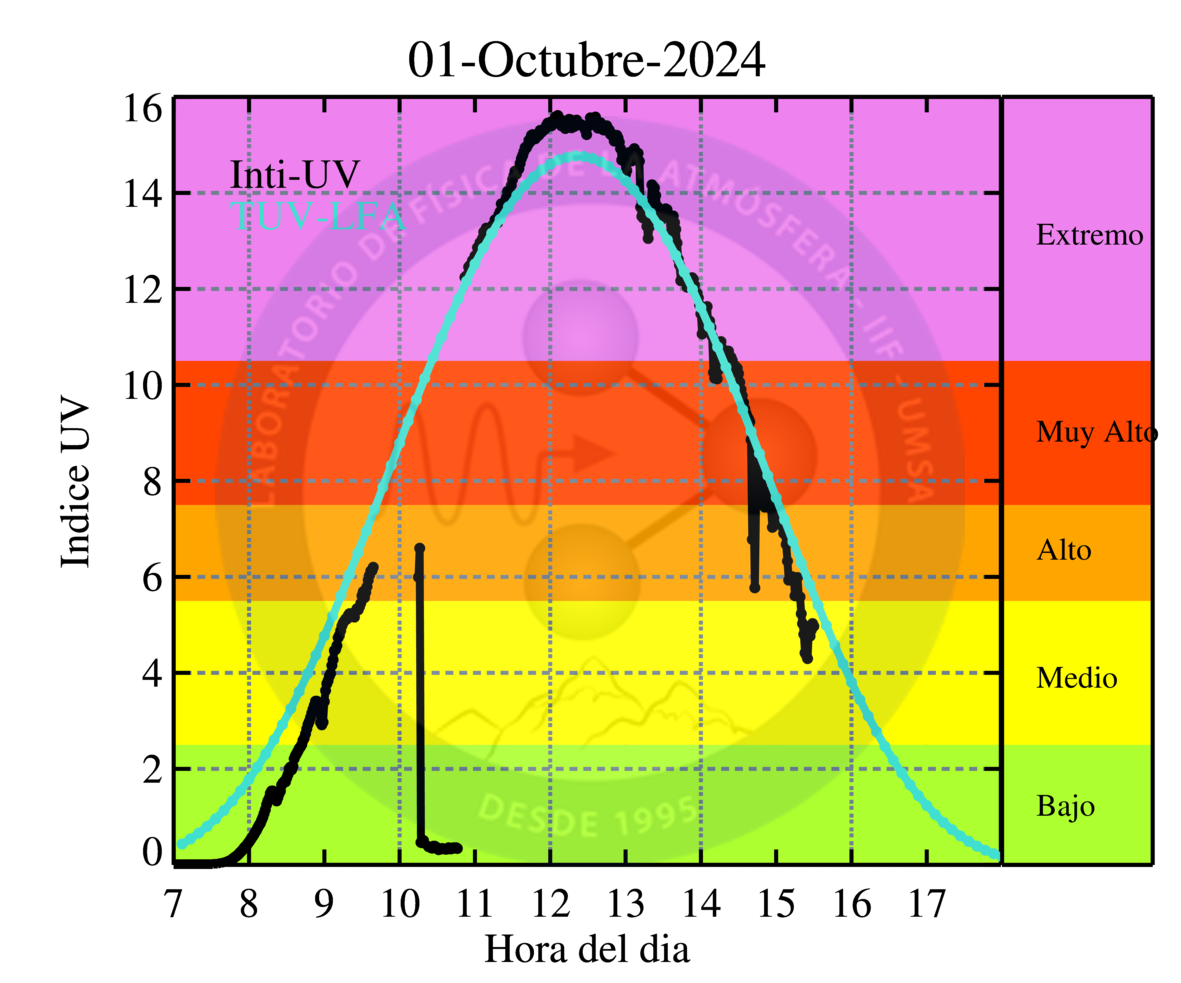 01-Octubre-2024
16
14
12
10
8
6
4
2
0
Indice UV
Inti-UV
TUV-LFA
LABORATORIO DE FÍSICA DE LA ATMÓSFERA - IIF - UMSA
DESDE 1995
Extremo
Muy Alto
Alto
Medio
Bajo
7 8 9 10 11 12 13 14 15 16 17
Hora del dia